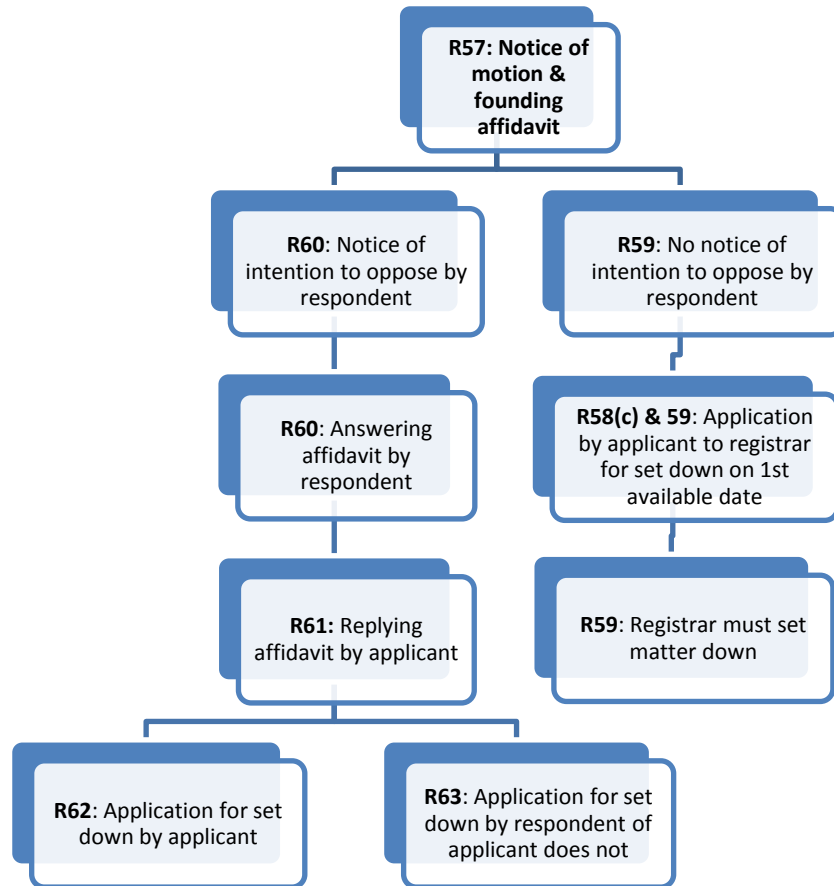 R57: Notice of
motion &
founding
affidavit
R60: Notice of
intention to oppose by
respondent
R59: No notice of
intention to oppose by
respondent
R60: Answering
affidavit by
respondent
R58(c) & 59: Application
by applicant to registrar
for set down on 1st
available date
R61: Replying
affidavit by applicant
R59: Registrar must set
matter down
R62: Application for set
down by applicant
R63: Application for set
down by respondent of
applicant does not